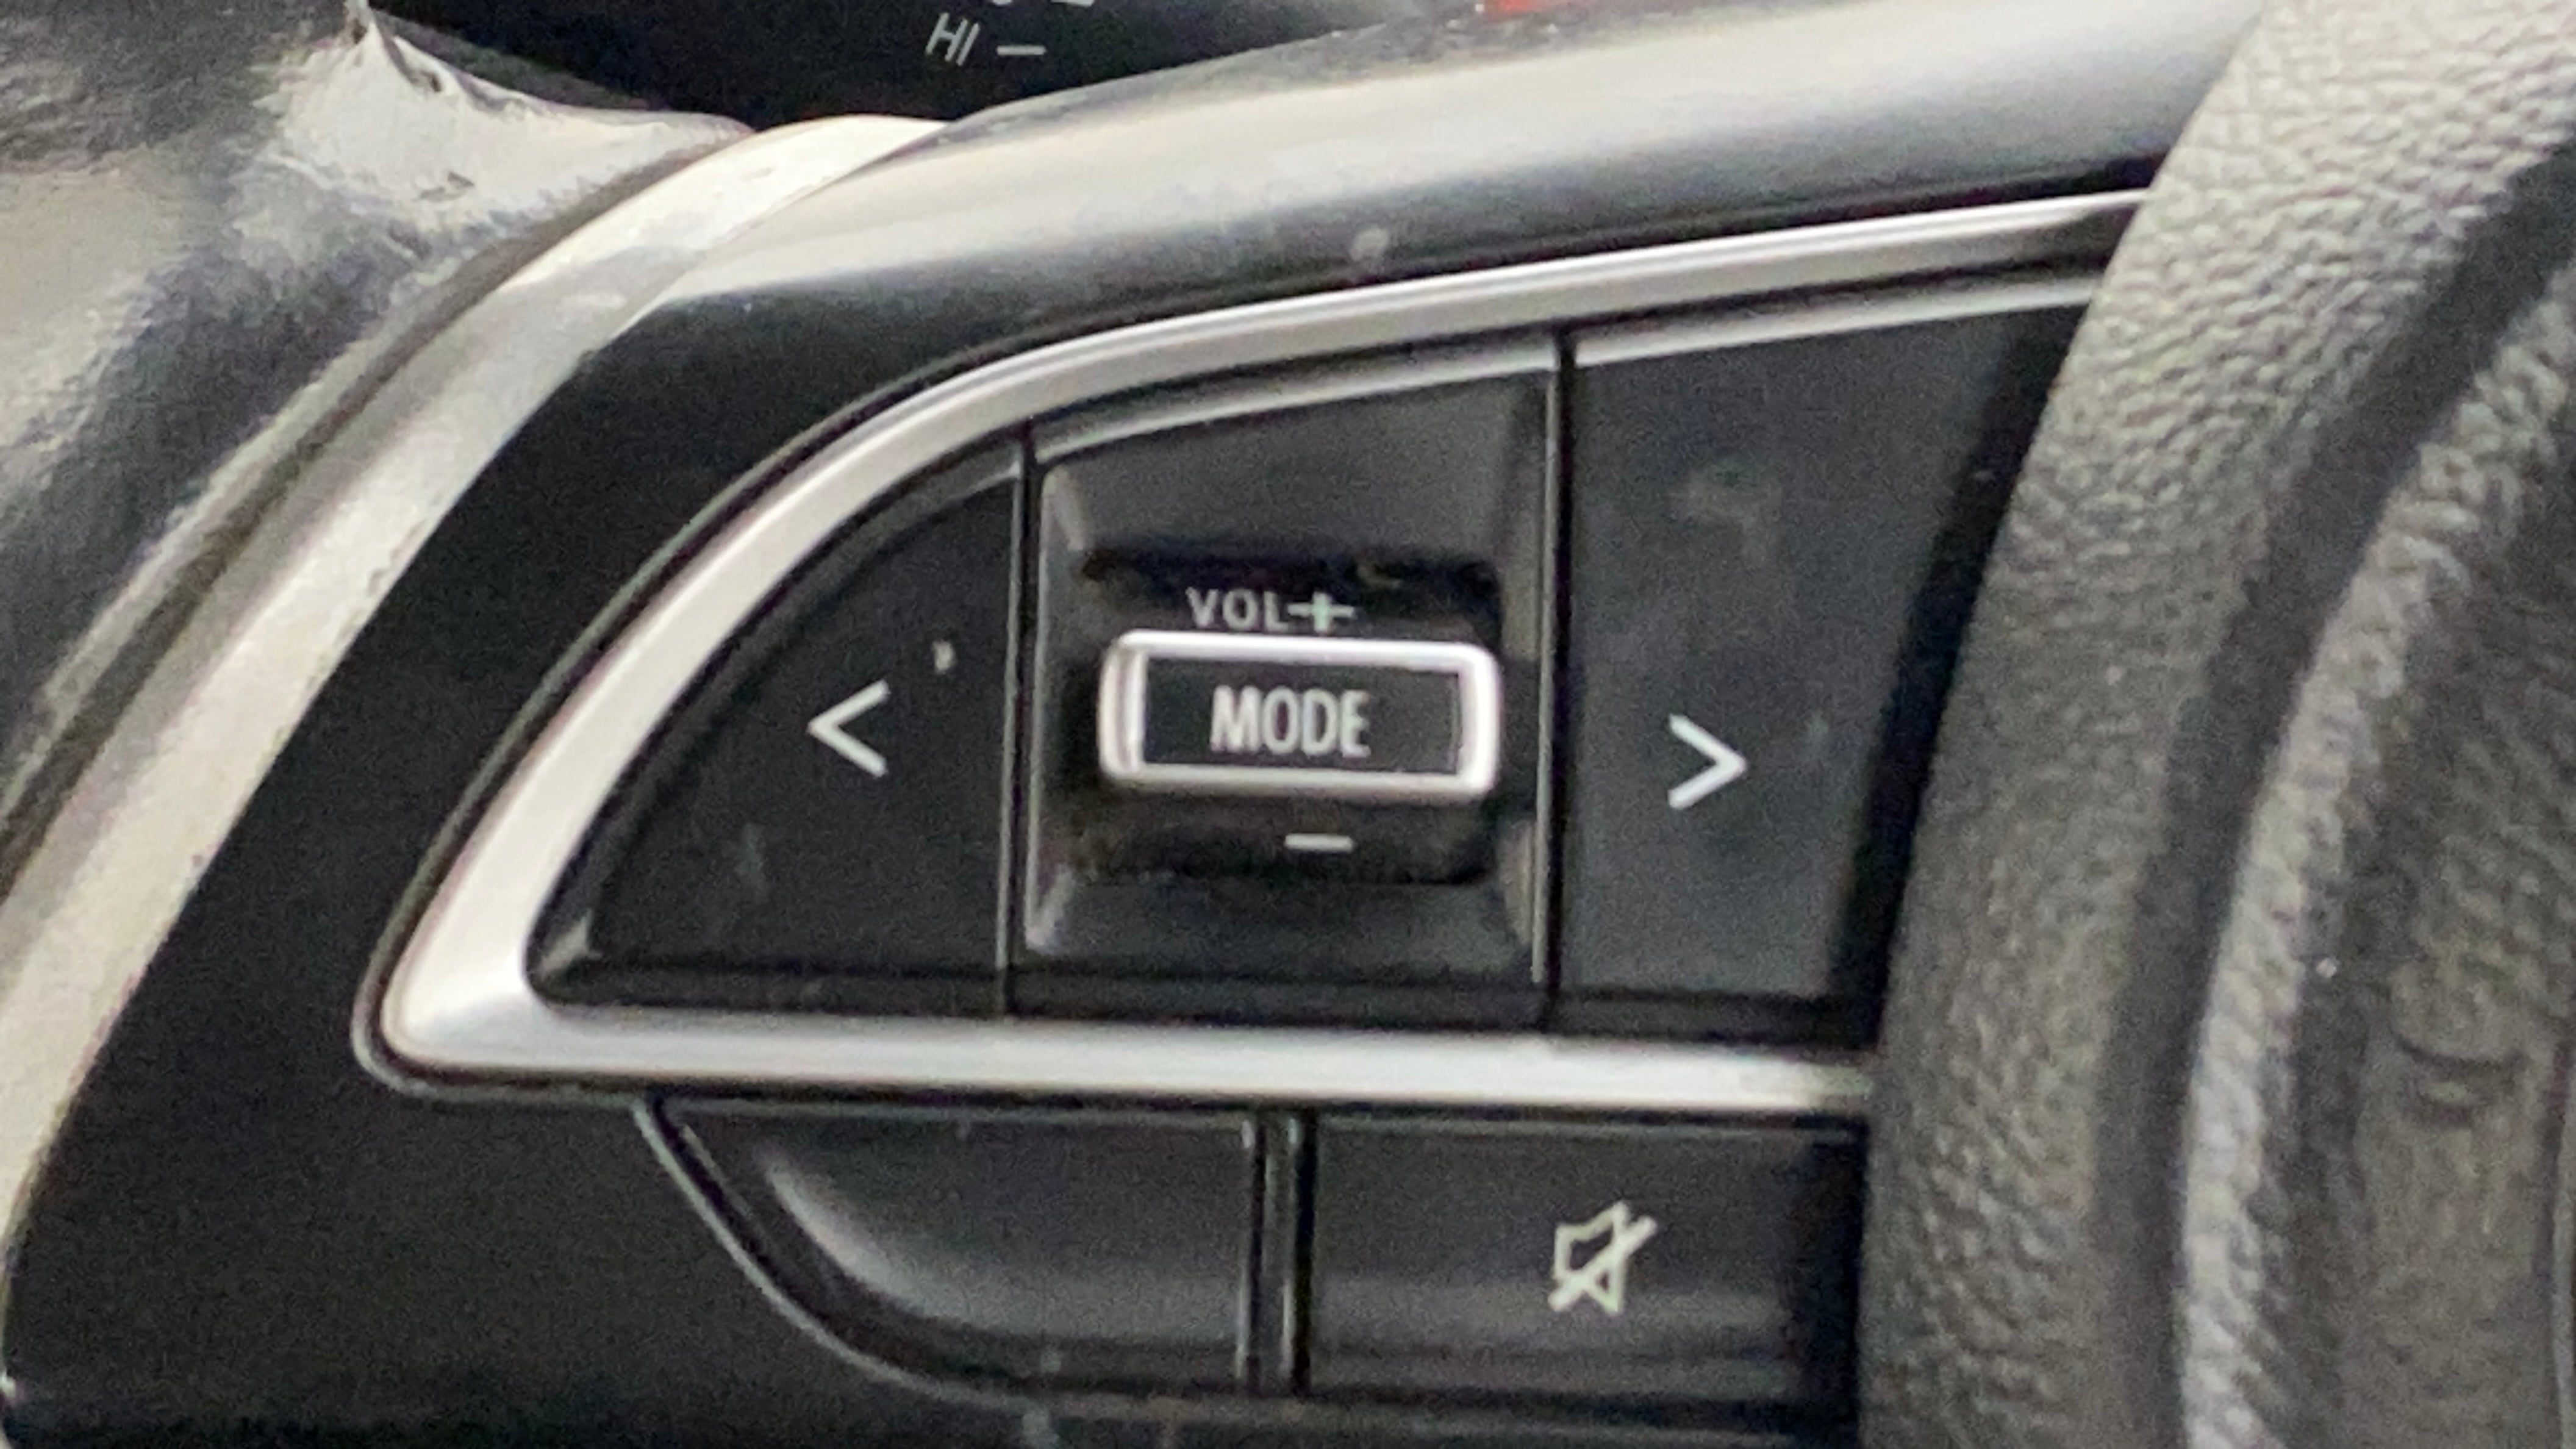 HI —
VOL +
< MODE >
—